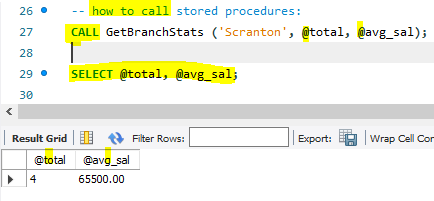 26 -- how to call stored procedures:
27 CALL GetBranchStats ('Scranton', @total, @avg_sal);
28
29 SELECT @total, @avg_sal;
30
Result Grid Filter Rows: Export: Wrap Cell Con
@total @avg_sal
4 65500.00